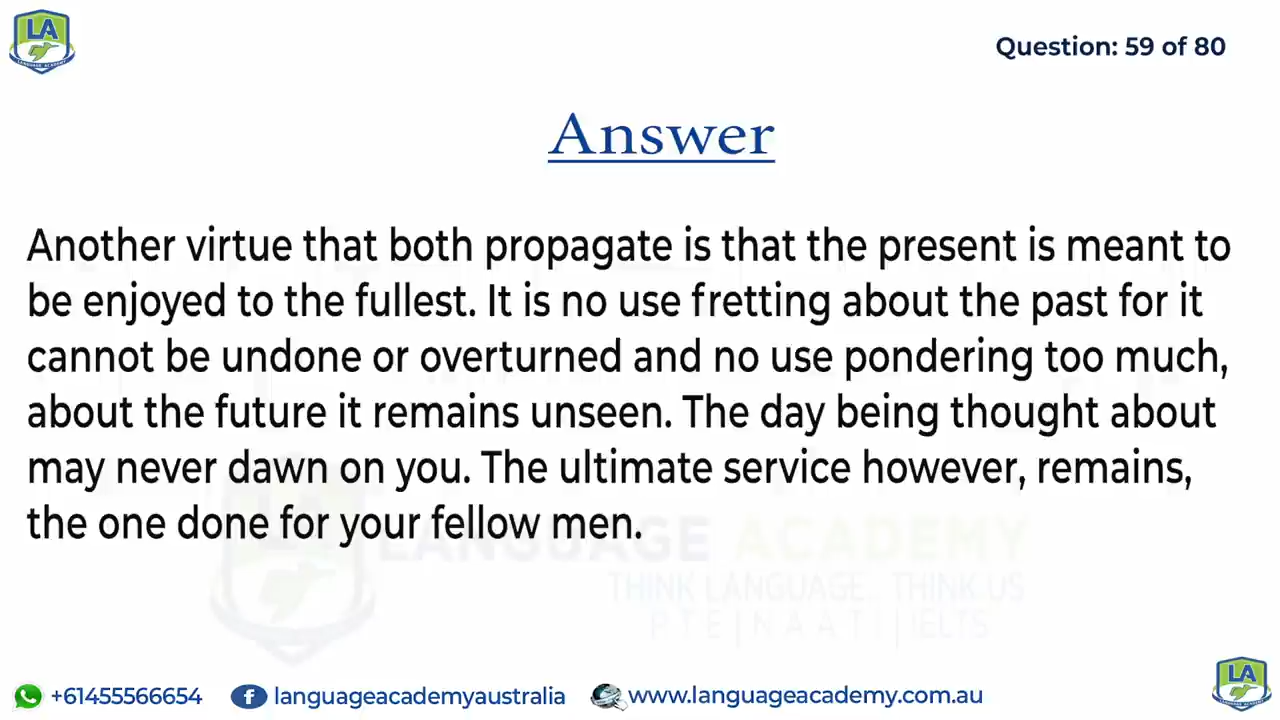 LA
LANGUAGE ACADEMY
Question: 59 of 80
Answer
Another virtue that both propagate is that the present is meant to
be enjoyed to the fullest. It is no use fretting about the past for it
cannot be undone or overturned and no use pondering too much,
about the future it remains unseen. The day being thought about
may never dawn on you. The ultimate service however, remains,
the one done for your fellow men.
LA
LANGUAGE ACADEMY
THINK LANGUAGE.. THINK US
PTE | NAATI | IELTS
+61455566654
languageacademyaustralia
www.languageacademy.com.au
LA